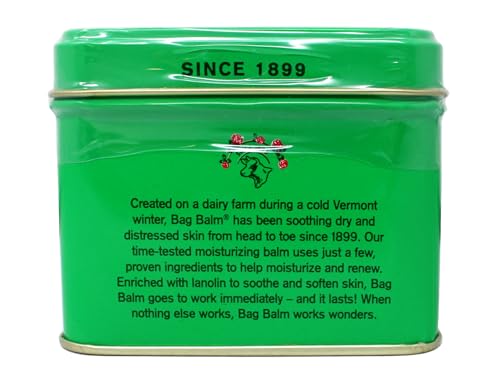 SINCE 1899
Created on a dairy farm during a cold Vermont
winter, Bag Balm® has been soothing dry and
distressed skin from head to toe since 1899. Our
time-tested moisturizing balm uses just a few,
proven ingredients to help moisturize and renew.
Enriched with lanolin to soothe and soften skin, Bag
Balm goes to work immediately – and it lasts! When
nothing else works, Bag Balm works wonders.